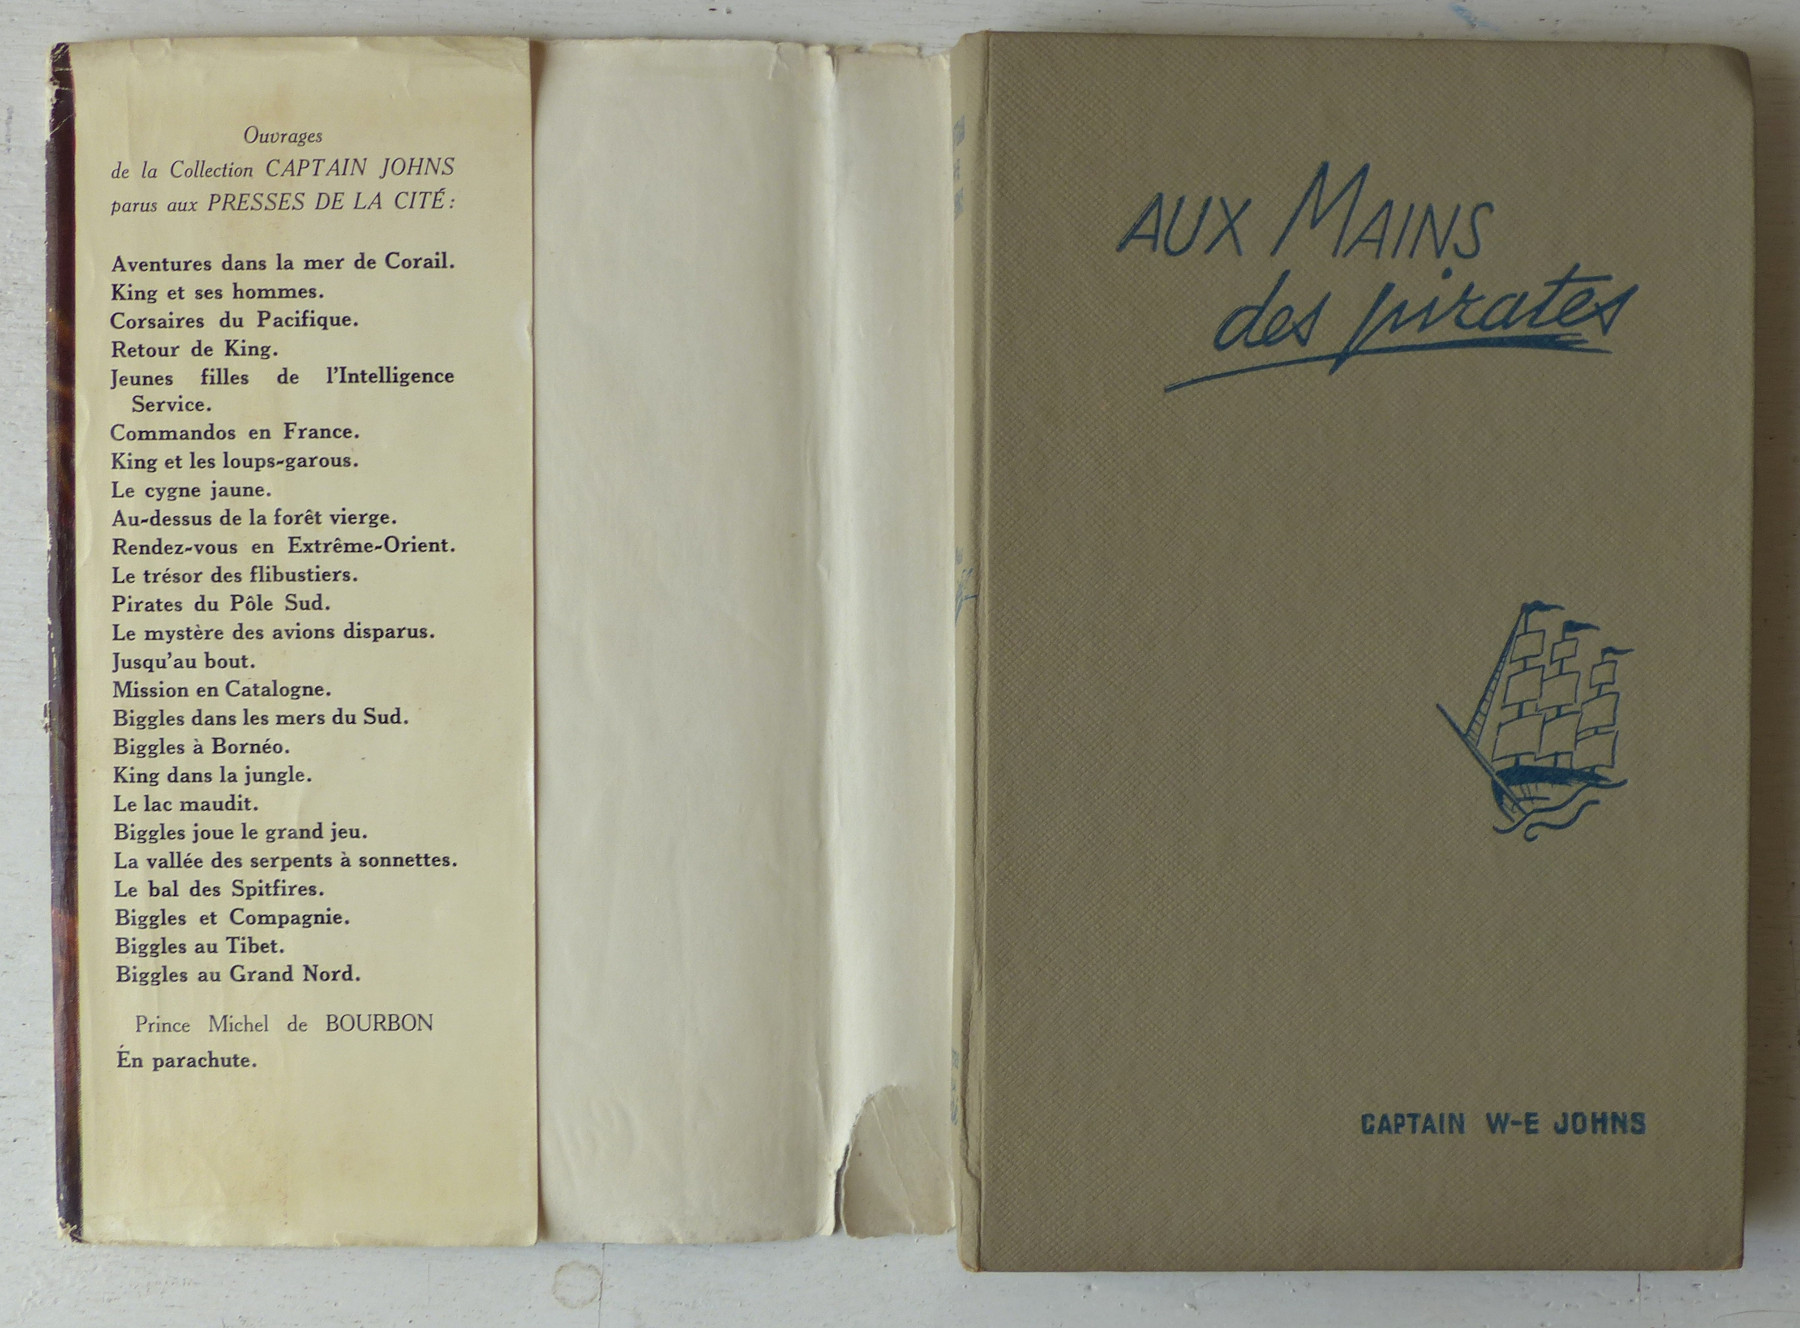 Ouvrages
de la Collection CAPTAIN JOHNS
parus aux PRESSES DE LA CITÉ :
Aventures dans la mer de Corail.
King et ses hommes.
Corsaires du Pacifique.
Retour de King.
Jeunes filles de l'Intelligence
Service.
Commandos en France.
King et les loups-garous.
Le cygne jaune.
Au-dessus de la forêt vierge.
Rendez-vous en Extrême-Orient.
Le trésor des flibustiers.
Pirates du Pôle Sud.
Le mystère des avions disparus.
Jusqu'au bout.
Mission en Catalogne.
Biggles dans les mers du Sud.
Biggles à Bornéo.
King dans la jungle.
Le lac maudit.
Biggles joue le grand jeu.
La vallée des serpents à sonnettes.
Le bal des Spitfires.
Biggles et Compagnie.
Biggles au Tibet.
Biggles au Grand Nord.
Prince Michel de BOURBON
En parachute.
AUX MAINS
des pirates
CAPTAIN W-E JOHNS